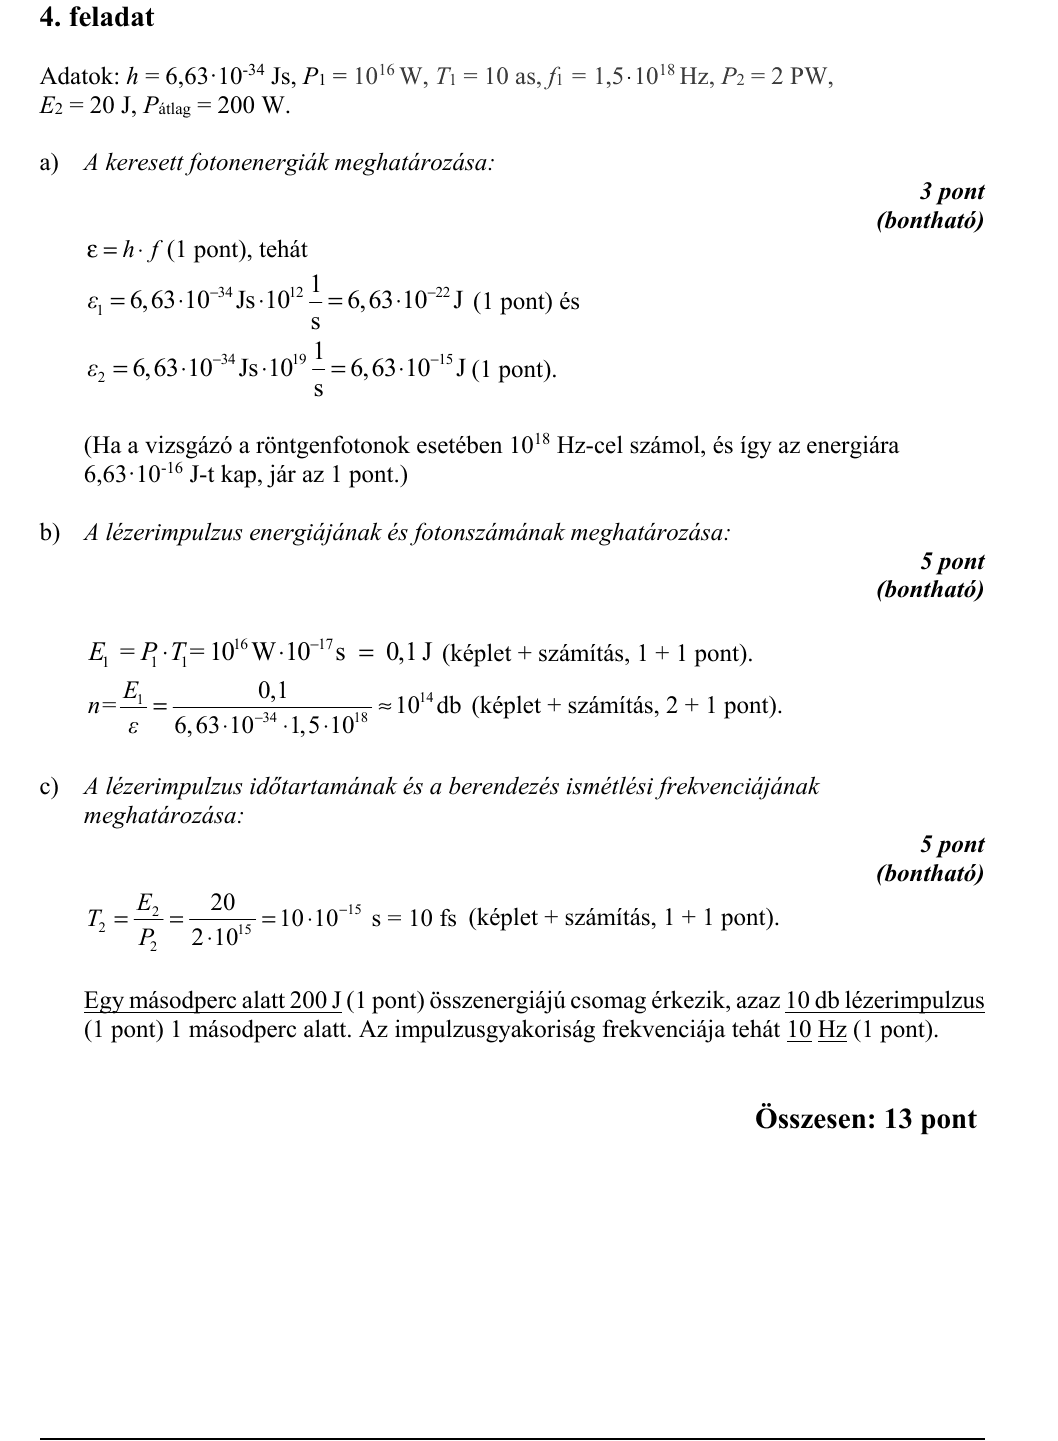 4. feladat
Adatok: h = 6,63·10⁻³⁴ Js, P₁ = 10¹⁶ W, T₁ = 10 as, f₁ = 1,5·10¹⁸ Hz, P₂ = 2 PW,
E₂ = 20 J, Pátlag = 200 W.
a) A keresett fotonenergiák meghatározása:
3 pont
(bontható)
ε = h · f (1 pont), tehát
ε₁ = 6,63·10⁻³⁴ Js·10¹² 1/s = 6,63·10⁻²² J (1 pont) és
ε₂ = 6,63·10⁻³⁴ Js·10¹⁹ 1/s = 6,63·10⁻¹⁵ J (1 pont).
(Ha a vizsgázó a röntgenfotonok esetében 10¹⁸ Hz-cel számol, és így az energiára
6,63·10⁻¹⁶ J-t kap, jár az 1 pont.)
b) A lézerimpulzus energiájának és fotonszámának meghatározása:
5 pont
(bontható)
E₁ = P₁ · T₁ = 10¹⁶ W·10⁻¹⁷ s = 0,1 J (képlet + számítás, 1 + 1 pont).
n = E₁/ε = 0,1/(6,63·10⁻³⁴ ·1,5·10¹⁸) ≈ 10¹⁴ db (képlet + számítás, 2 + 1 pont).
c) A lézerimpulzus időtartamának és a berendezés ismétlési frekvenciájának
meghatározása:
5 pont
(bontható)
T₂ = E₂/P₂ = 20/(2·10¹⁵) = 10·10⁻¹⁵ s = 10 fs (képlet + számítás, 1 + 1 pont).
Egy másodperc alatt 200 J (1 pont) összenergiájú csomag érkezik, azaz 10 db lézerimpulzus
(1 pont) 1 másodperc alatt. Az impulzusgyakoriság frekvenciája tehát 10 Hz (1 pont).
Összesen: 13 pont